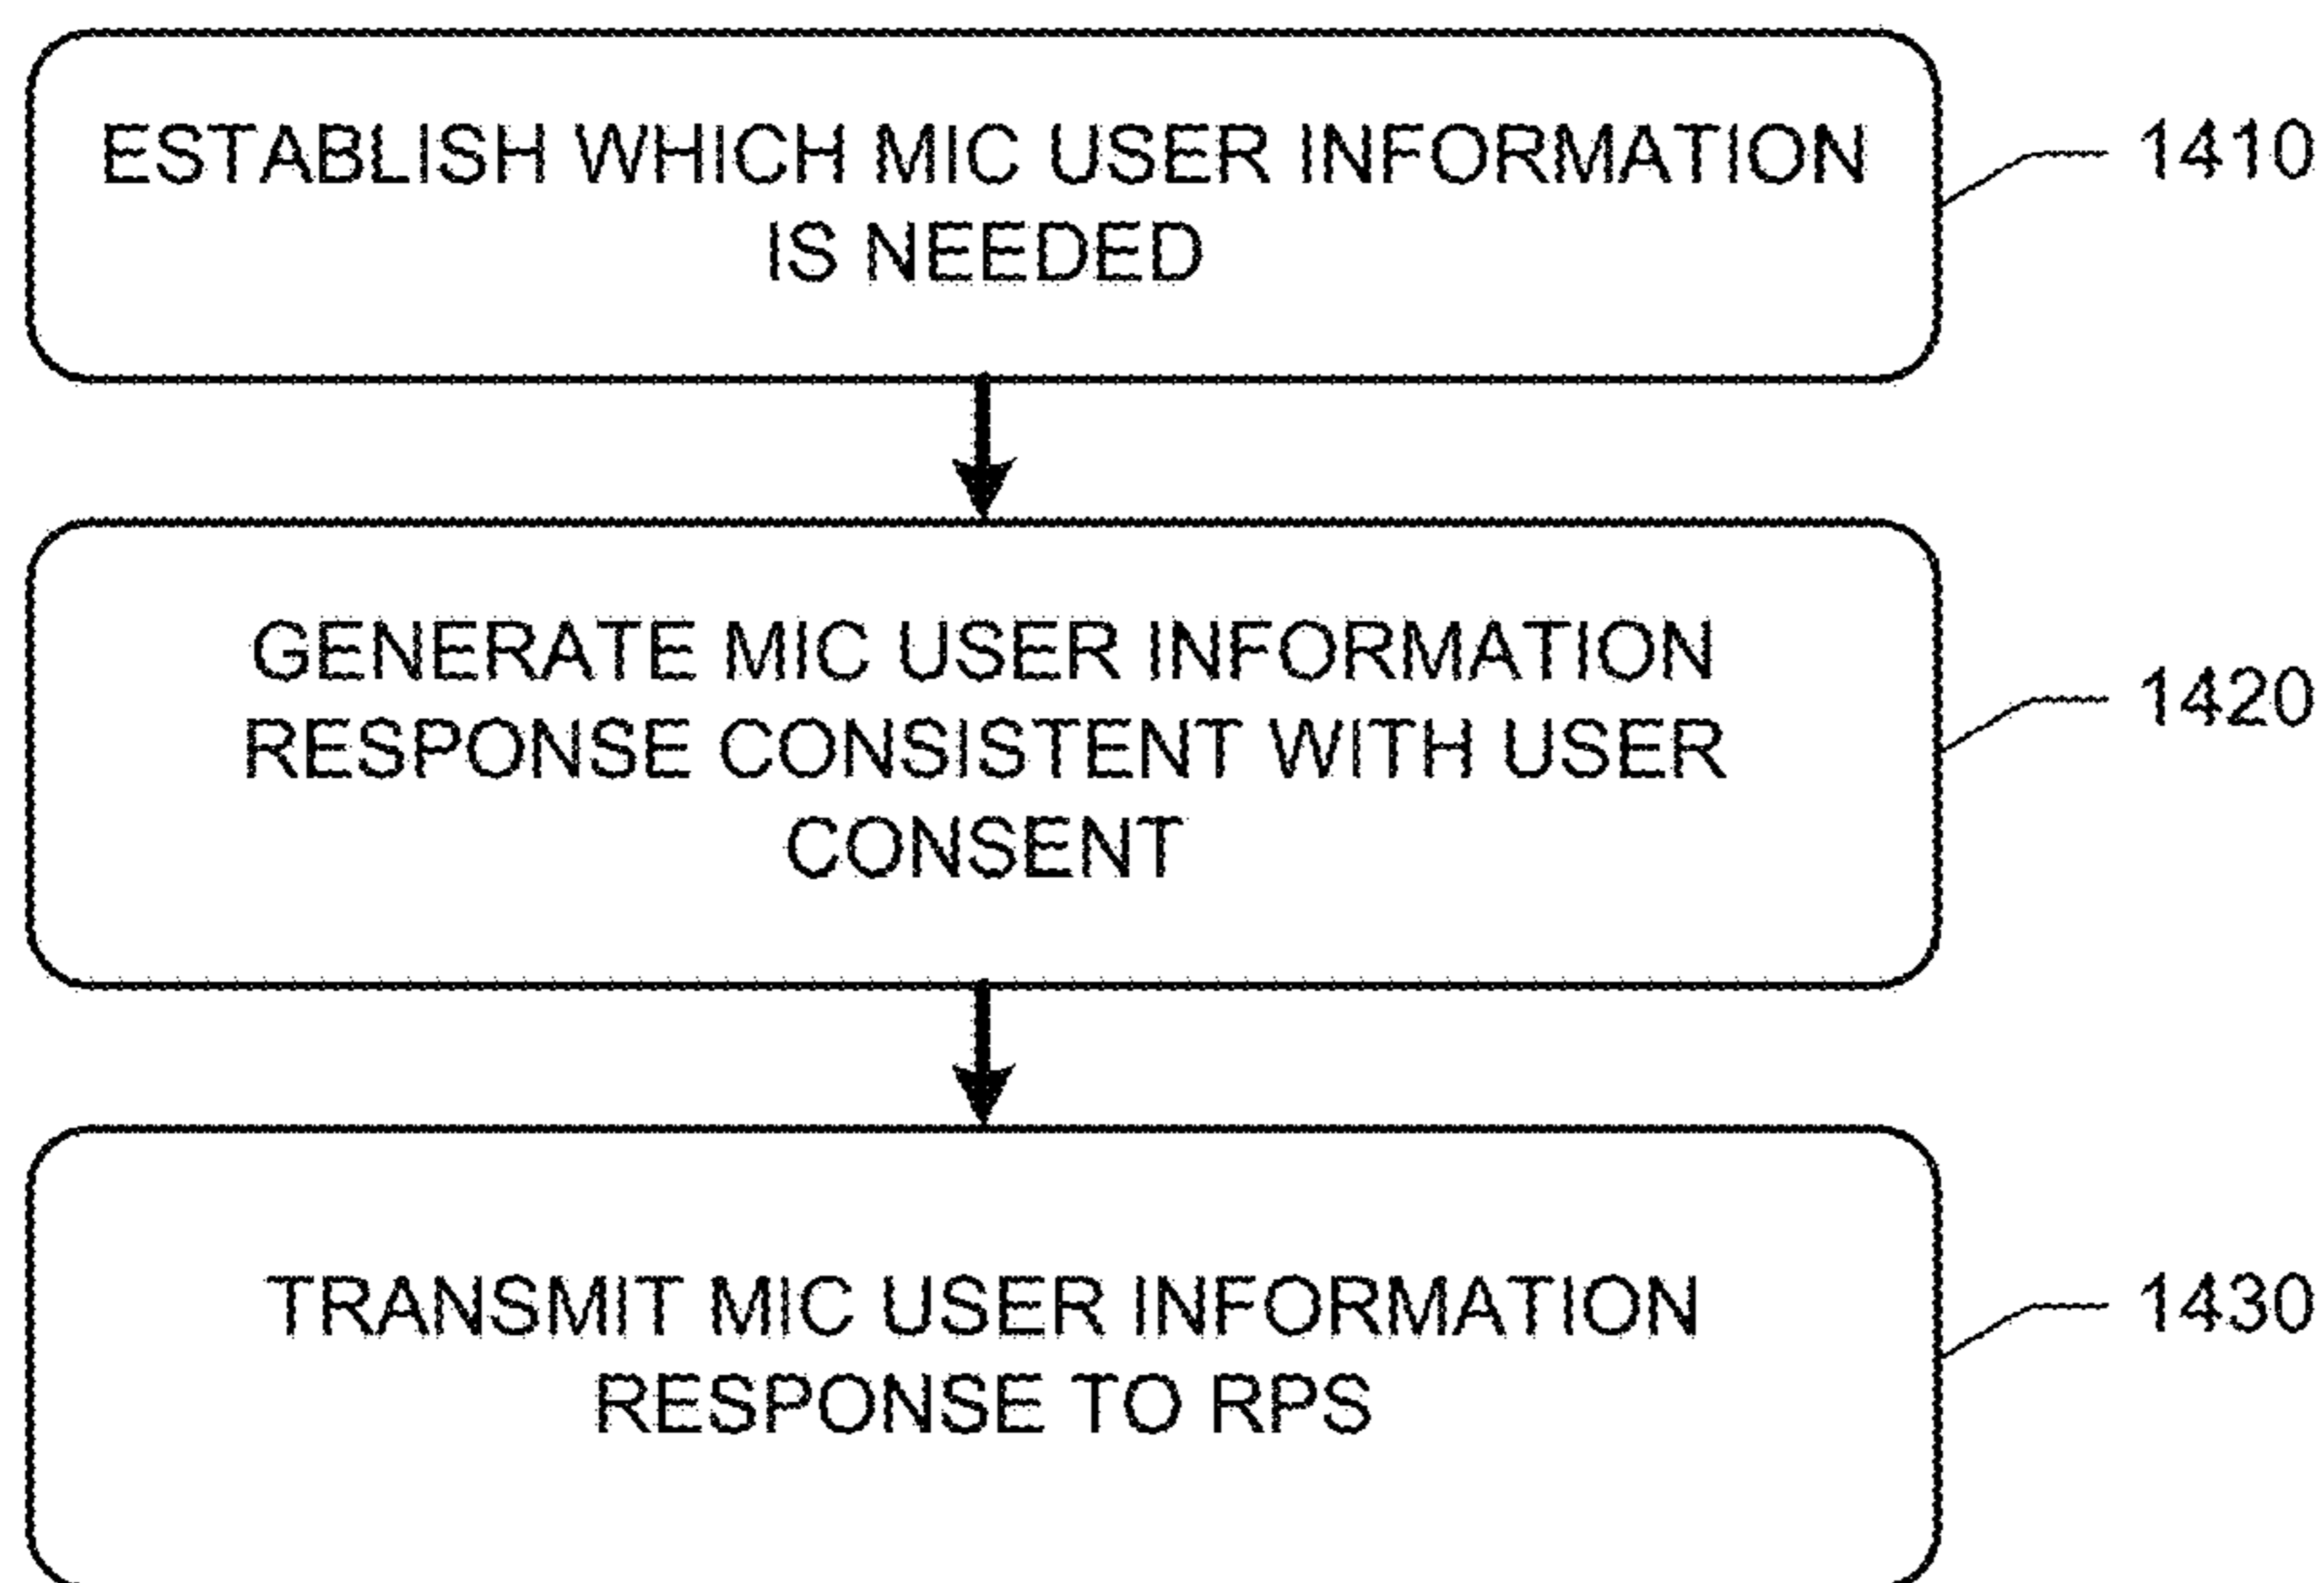 ESTABLISH WHICH MIC USER INFORMATION
IS NEEDED
1410
GENERATE MIC USER INFORMATION
RESPONSE CONSISTENT WITH USER
CONSENT
1420
TRANSMIT MIC USER INFORMATION
RESPONSE TO RPS
1430